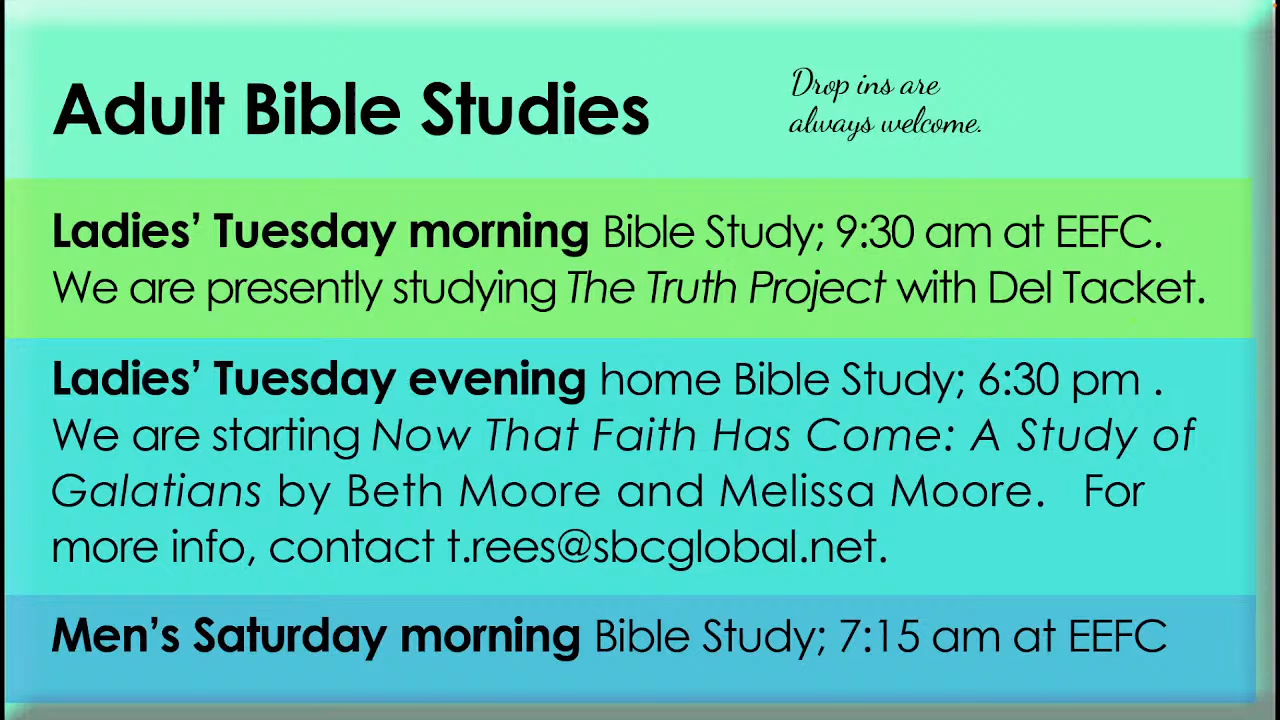 Adult Bible Studies
Drop ins are
always welcome.
Ladies’ Tuesday morning Bible Study; 9:30 am at EEFC.
We are presently studying The Truth Project with Del Tacket.
Ladies’ Tuesday evening home Bible Study; 6:30 pm .
We are starting Now That Faith Has Come: A Study of
Galatians by Beth Moore and Melissa Moore.   For
more info, contact t.rees@sbcglobal.net.
Men’s Saturday morning Bible Study; 7:15 am at EEFC